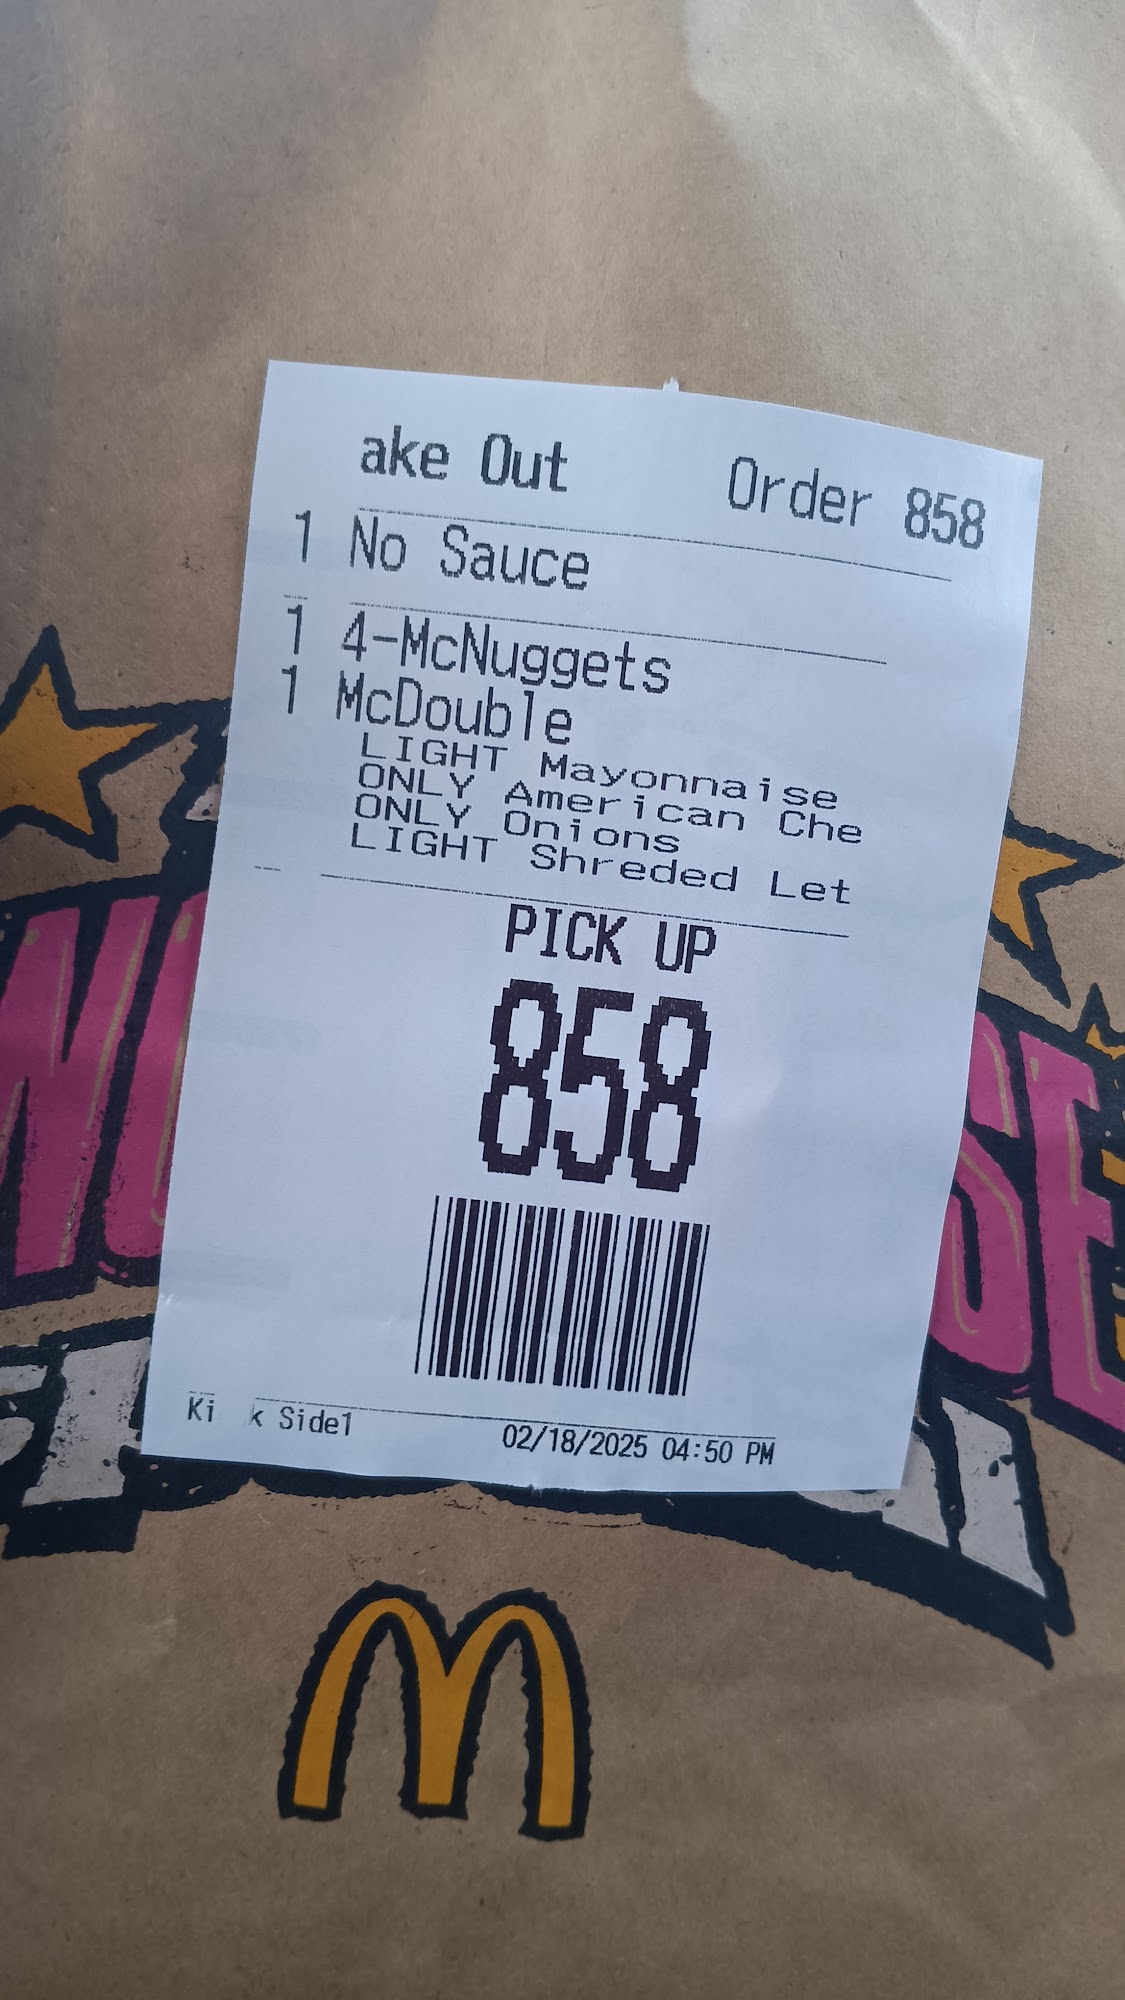 ake Out Order 858
1 No Sauce
1 4-McNuggets
1 McDouble
LIGHT Mayonnaise
ONLY American Che
ONLY Onions
LIGHT Shreded Let
PICK UP
858
Ki k Side1 02/18/2025 04:50 PM